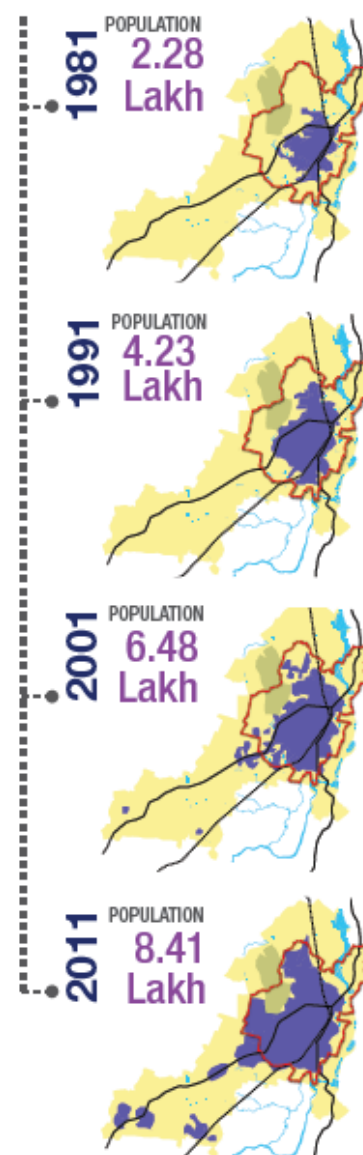 1981
POPULATION
2.28
Lakh
1991
POPULATION
4.23
Lakh
2001
POPULATION
6.48
Lakh
2011
POPULATION
8.41
Lakh